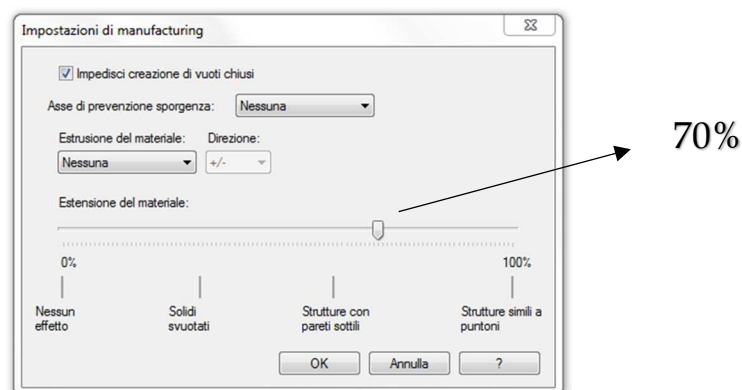 Impostazioni di manufacturing
Impedisci creazione di vuoti chiusi
Asse di prevenzione sporgenza: Nessuna
Estrusione del materiale: Direzione:
Nessuna +/-
Estensione del materiale:
70%
0% 100%
Nessun effetto
Solidi svuotati
Strutture con pareti sottili
Strutture simili a puntoni
OK Annulla ?